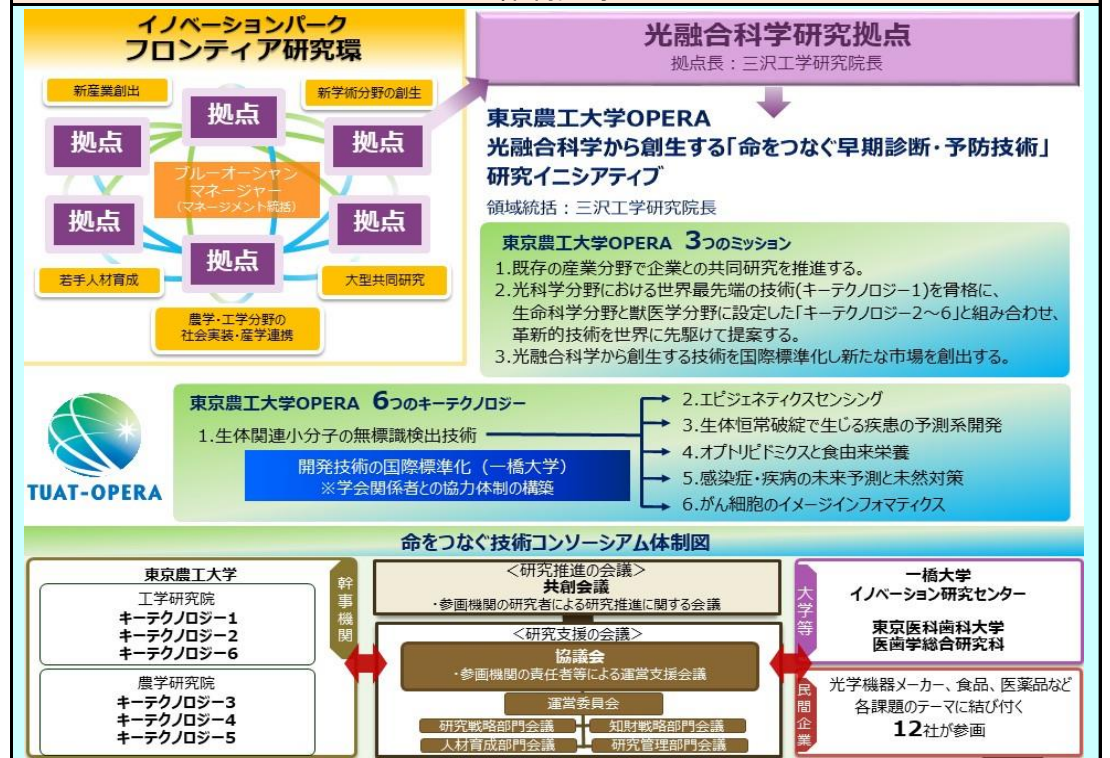 イノベーションパーク
フロンティア研究環
新産業創出
新学術分野の創生
拠点
拠点
拠点
ブルーオーシャン
マネージャー
(マネージメント統括)
拠点
拠点
拠点
若手人材育成
大型共同研究
農学・工学分野の
社会実装・産学連携
光融合科学研究拠点
拠点長：三沢工学研究院長
東京農工大学OPERA
光融合科学から創生する「命をつなぐ早期診断・予防技術」
研究イニシアティブ
領域統括：三沢工学研究院長
東京農工大学OPERA 3つのミッション
1.既存の産業分野で企業との共同研究を推進する。
2.光科学分野における世界最先端の技術(キーテクノロジー1)を骨格に、
生命科学分野と獣医学分野に設定した「キーテクノロジー2～6」と組み合わせ、
革新的技術を世界に先駆けて提案する。
3.光融合科学から創生する技術を国際標準化し新たな市場を創出する。
TUAT-OPERA
東京農工大学OPERA 6つのキーテクノロジー
1.生体関連小分子の無標識検出技術
開発技術の国際標準化（一橋大学）
※学会関係者との協力体制の構築
2.エピジェネティクスセンシング
3.生体恒常破綻で生じる疾患の予測系開発
4.オプトリピドミクスと食由来栄養
5.感染症・疾病の未来予測と未然対策
6.がん細胞のイメージインフォマティクス
命をつなぐ技術コンソーシアム体制図
東京農工大学
工学研究院
キーテクノロジー1
キーテクノロジー2
キーテクノロジー6
農学研究院
キーテクノロジー3
キーテクノロジー4
キーテクノロジー5
幹事機関
＜研究推進の会議＞
共創会議
・参画機関の研究者による研究推進に関する会議
＜研究支援の会議＞
協議会
・参画機関の責任者等による運営支援会議
運営委員会
研究戦略部門会議
知財戦略部門会議
人材育成部門会議
研究管理部門会議
大学等
一橋大学
イノベーション研究センター
東京医科歯科大学
医歯学総合研究科
民間企業
光学機器メーカー、食品、医薬品など
各課題のテーマに結び付く
12社が参画